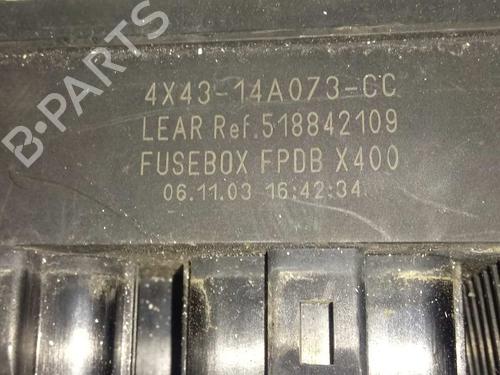 4X43-14A073-CC
LEAR Ref.518842109
FUSEBOX FPDB X400
06.11.03 16:42:34
B-PARTS